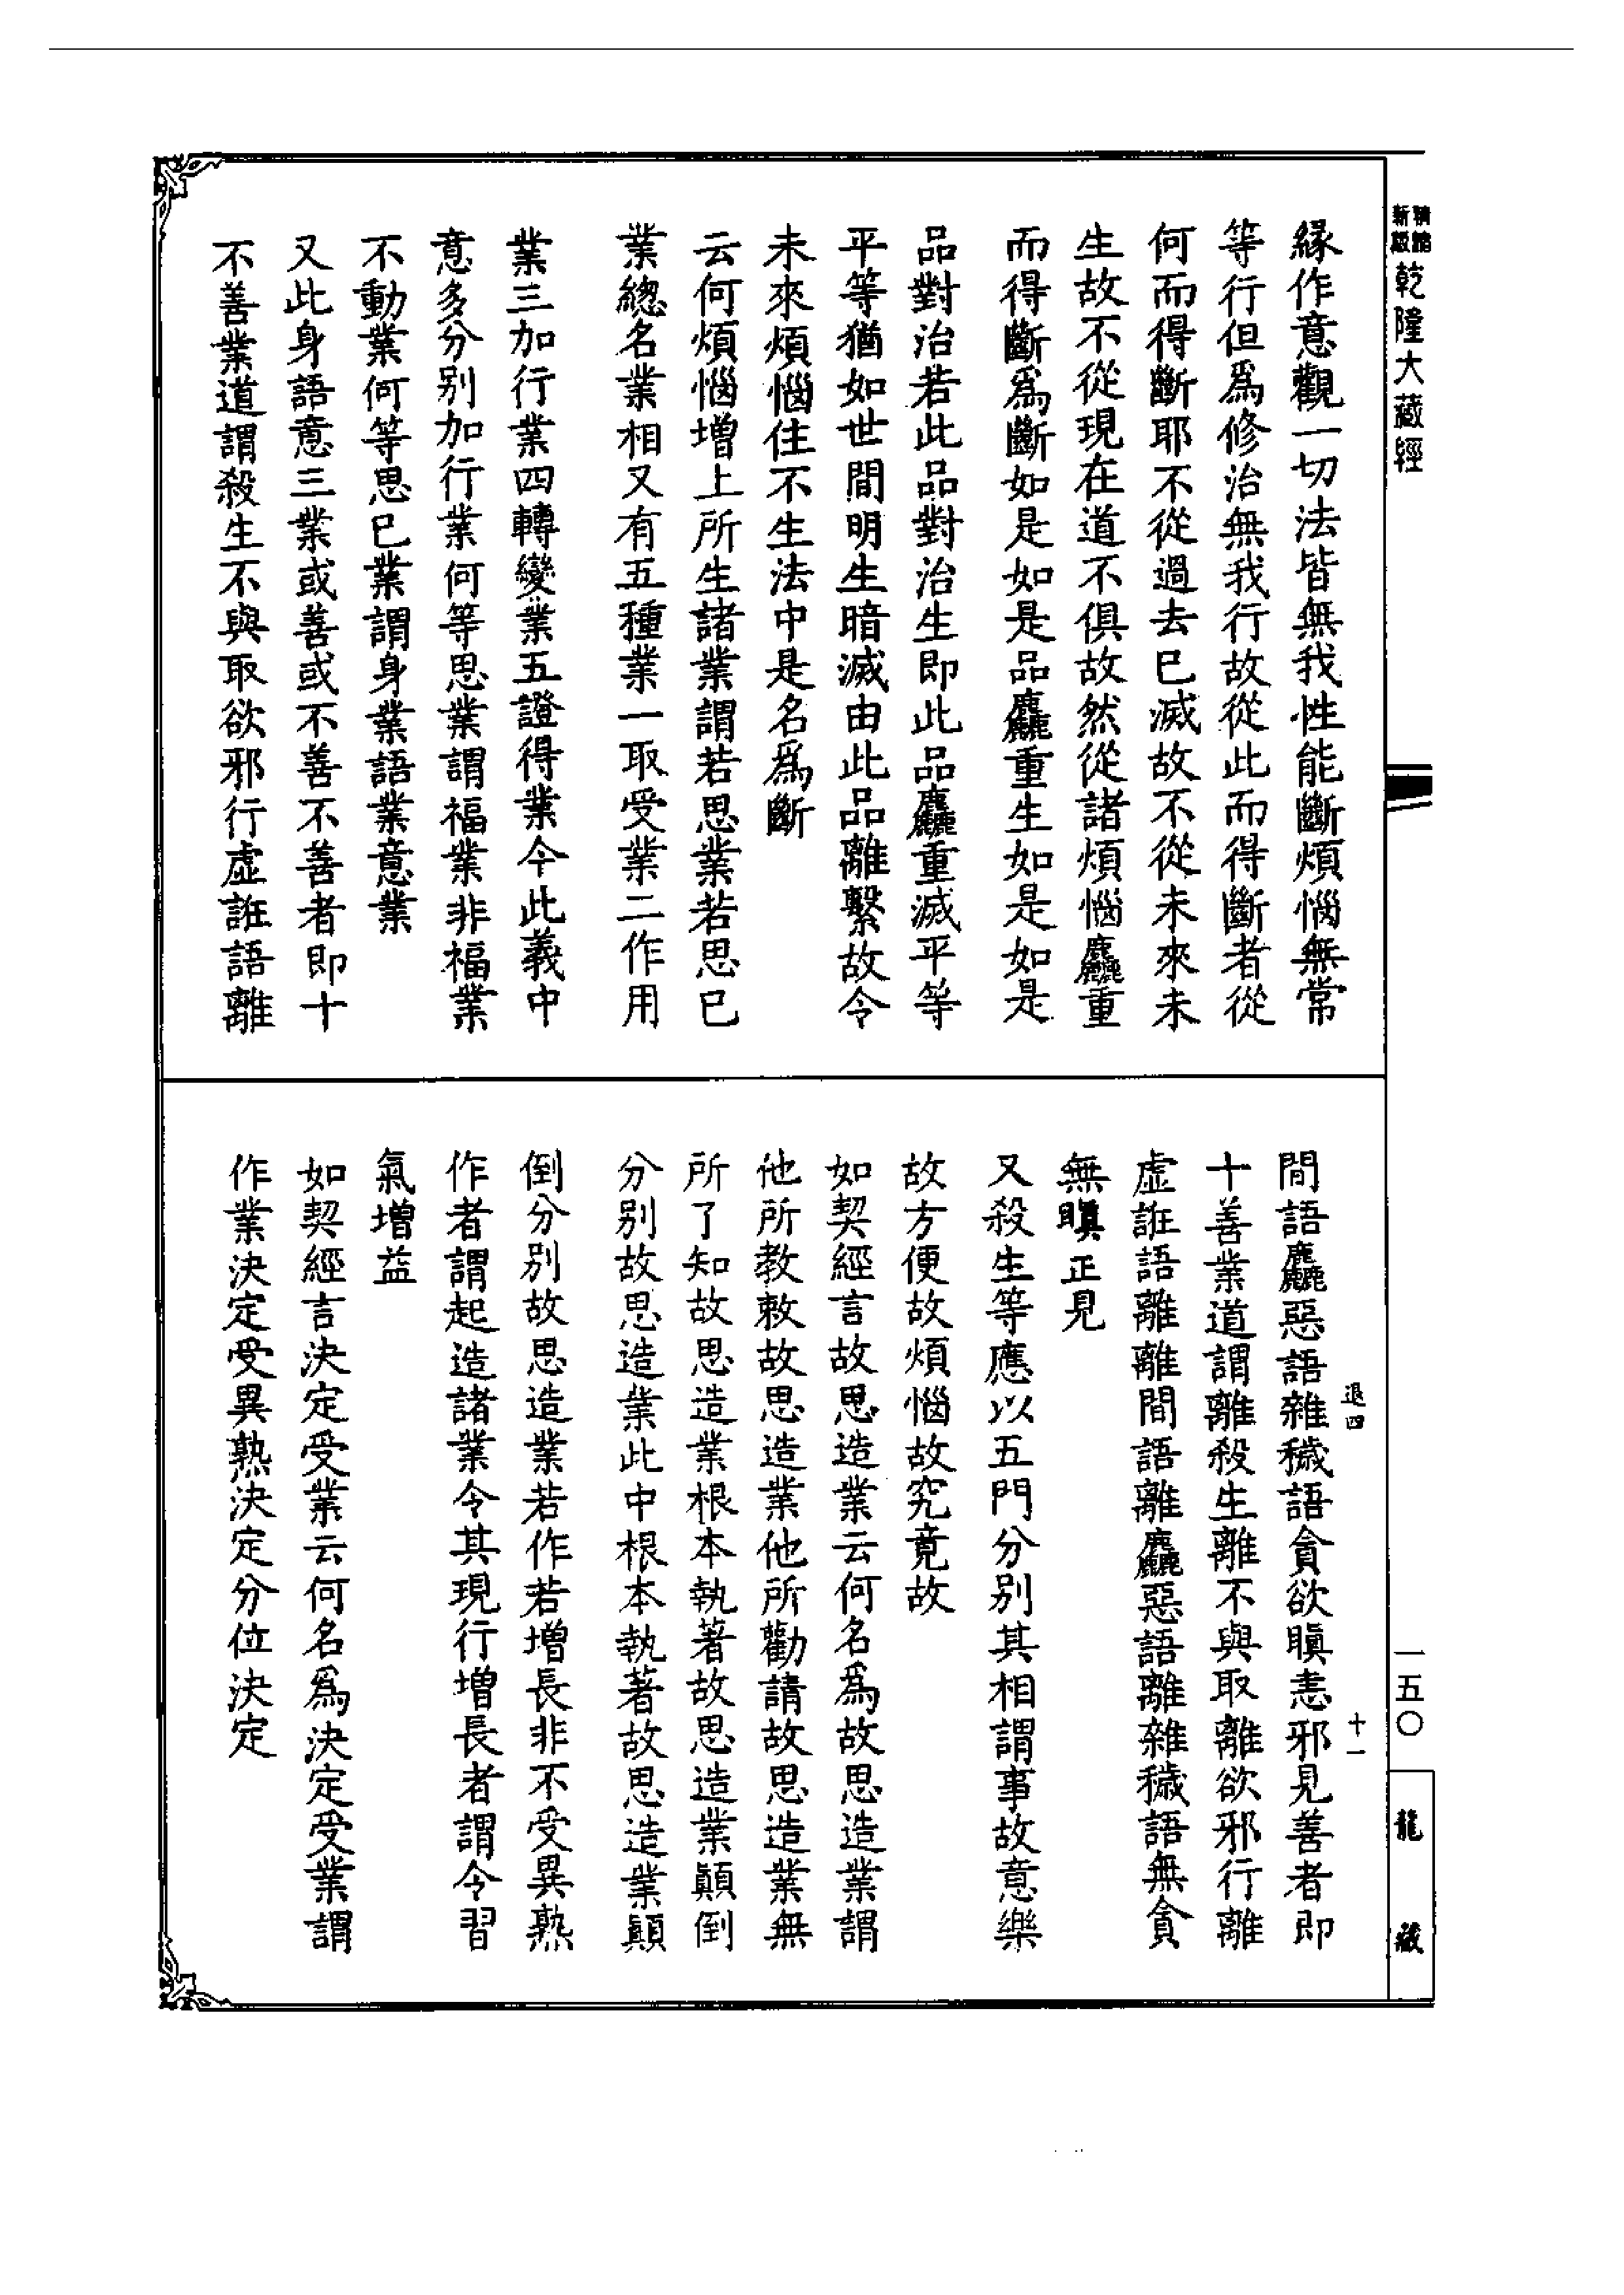 精縮新版乾隆大藏經
緣作意觀一切法皆無我性能斷煩惱無常
等行但爲修治無我行故從此而得斷者從
何而得斷耶不從過去已滅故不從未來未
生故不從現在道不俱故然從諸煩惱麤重
而得斷爲斷如是如是品麤重生如是如是
品對治若此品對治生即此品麤重滅平等
平等猶如世間明生暗滅由此品離繫故令
未來煩惱住不生法中是名爲斷
云何煩惱增上所生諸業謂若思業若思已
業總名業相又有五種業一取受業二作用
業三加行業四轉變業五證得業今此義中
意多分別加行業何等思業謂福業非福業
不動業何等思已業謂身業語業意業
又此身語意三業或善或不善不善者即十
不善業道謂殺生不與取欲邪行虛誑語離
間語麤惡語雜穢語貪欲瞋恚邪見善者即
十善業道謂離殺生離不與取離欲邪行離
虛誑語離離間語離麤惡語離雜穢語無貪
無瞋正見
又殺生等應以五門分別其相謂事故意樂
故方便故煩惱故究竟故
如契經言故思造業云何名爲故思造業謂
他所教敕故思造業他所勸請故思造業無
所了知故思造業根本執著故思造業顛倒
分別故思造業此中根本執著故思造業顛
倒分別故思造業若作若增長非不受異熟
作者謂起造諸業令其現行增長者謂令習
氣增益
如契經言決定受業云何名爲決定受業謂
作業決定受異熟決定分位決定
退四
十一
一五〇
龍藏